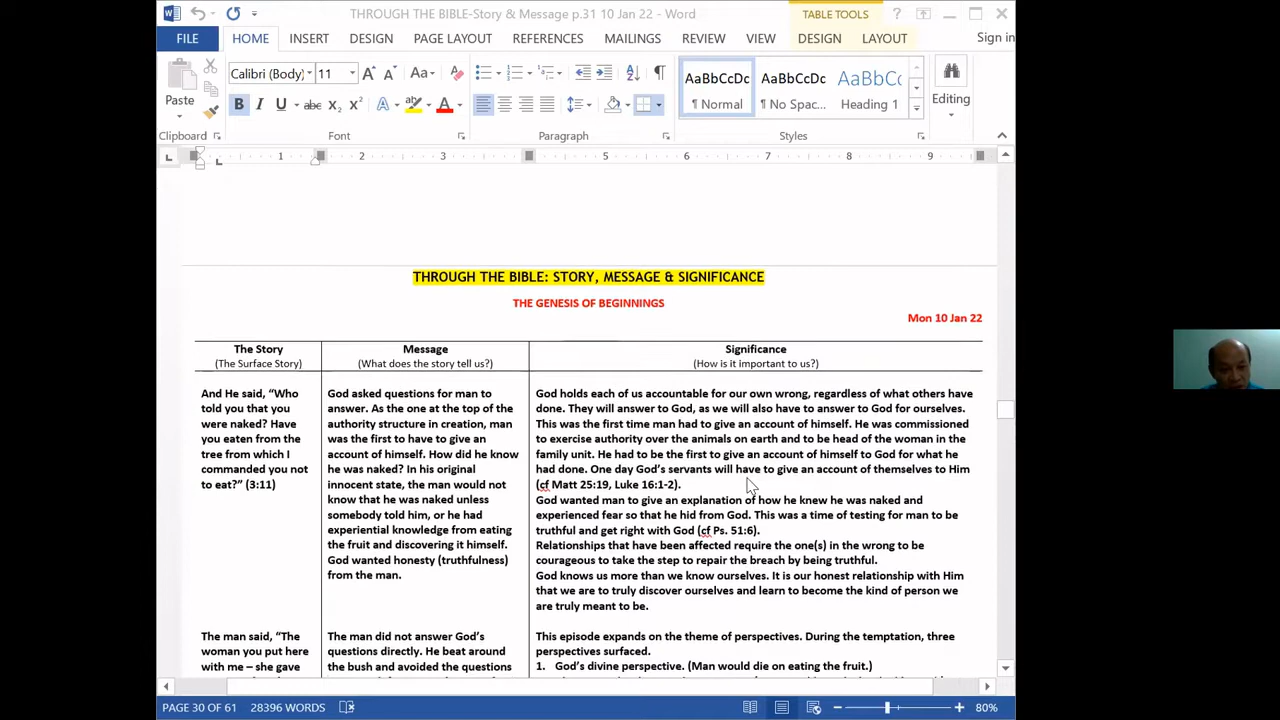 THROUGH THE BIBLE-Story & Message p.31 10 Jan 22 - Word
TABLE TOOLS
?
FILE
HOME
INSERT
DESIGN
PAGE LAYOUT
REFERENCES
MAILINGS
REVIEW
VIEW
DESIGN
LAYOUT
Sign in
Paste
Calibri (Body)
11
Aa
B I U abc x₂ x²
AaBbCcDc
¶ Normal
AaBbCcDc
¶ No Spac...
AaBbCc
Heading 1
Editing
Clipboard
Font
Paragraph
Styles
1 2 3 5 6 7 8 9
THROUGH THE BIBLE: STORY, MESSAGE & SIGNIFICANCE
THE GENESIS OF BEGINNINGS
Mon 10 Jan 22
The Story
(The Surface Story)
Message
(What does the story tell us?)
Significance
(How is it important to us?)
And He said, “Who
told you that you
were naked? Have
you eaten from the
tree from which I
commanded you not
to eat?” (3:11)
God asked questions for man to
answer. As the one at the top of the
authority structure in creation, man
was the first to have to give an
account of himself. How did he know
he was naked? In his original
innocent state, the man would not
know that he was naked unless
somebody told him, or he had
experiential knowledge from eating
the fruit and discovering it himself.
God wanted honesty (truthfulness)
from the man.
God holds each of us accountable for our own wrong, regardless of what others have
done. They will answer to God, as we will also have to answer to God for ourselves.
This was the first time man had to give an account of himself. He was commissioned
to exercise authority over the animals on earth and to be head of the woman in the
family unit. He had to be the first to give an account of himself to God for what he
had done. One day God’s servants will have to give an account of themselves to Him
(cf Matt 25:19, Luke 16:1-2).
God wanted man to give an explanation of how he knew he was naked and
experienced fear so that he hid from God. This was a time of testing for man to be
truthful and get right with God (cf Ps. 51:6).
Relationships that have been affected require the one(s) in the wrong to be
courageous to take the step to repair the breach by being truthful.
God knows us more than we know ourselves. It is our honest relationship with Him
that we are to truly discover ourselves and learn to become the kind of person we
are truly meant to be.
The man said, “The
woman you put here
with me – she gave
The man did not answer God’s
questions directly. He beat around
the bush and avoided the questions
This episode expands on the theme of perspectives. During the temptation, three
perspectives surfaced.
1. God’s divine perspective. (Man would die on eating the fruit.)
PAGE 30 OF 61
28396 WORDS
80%